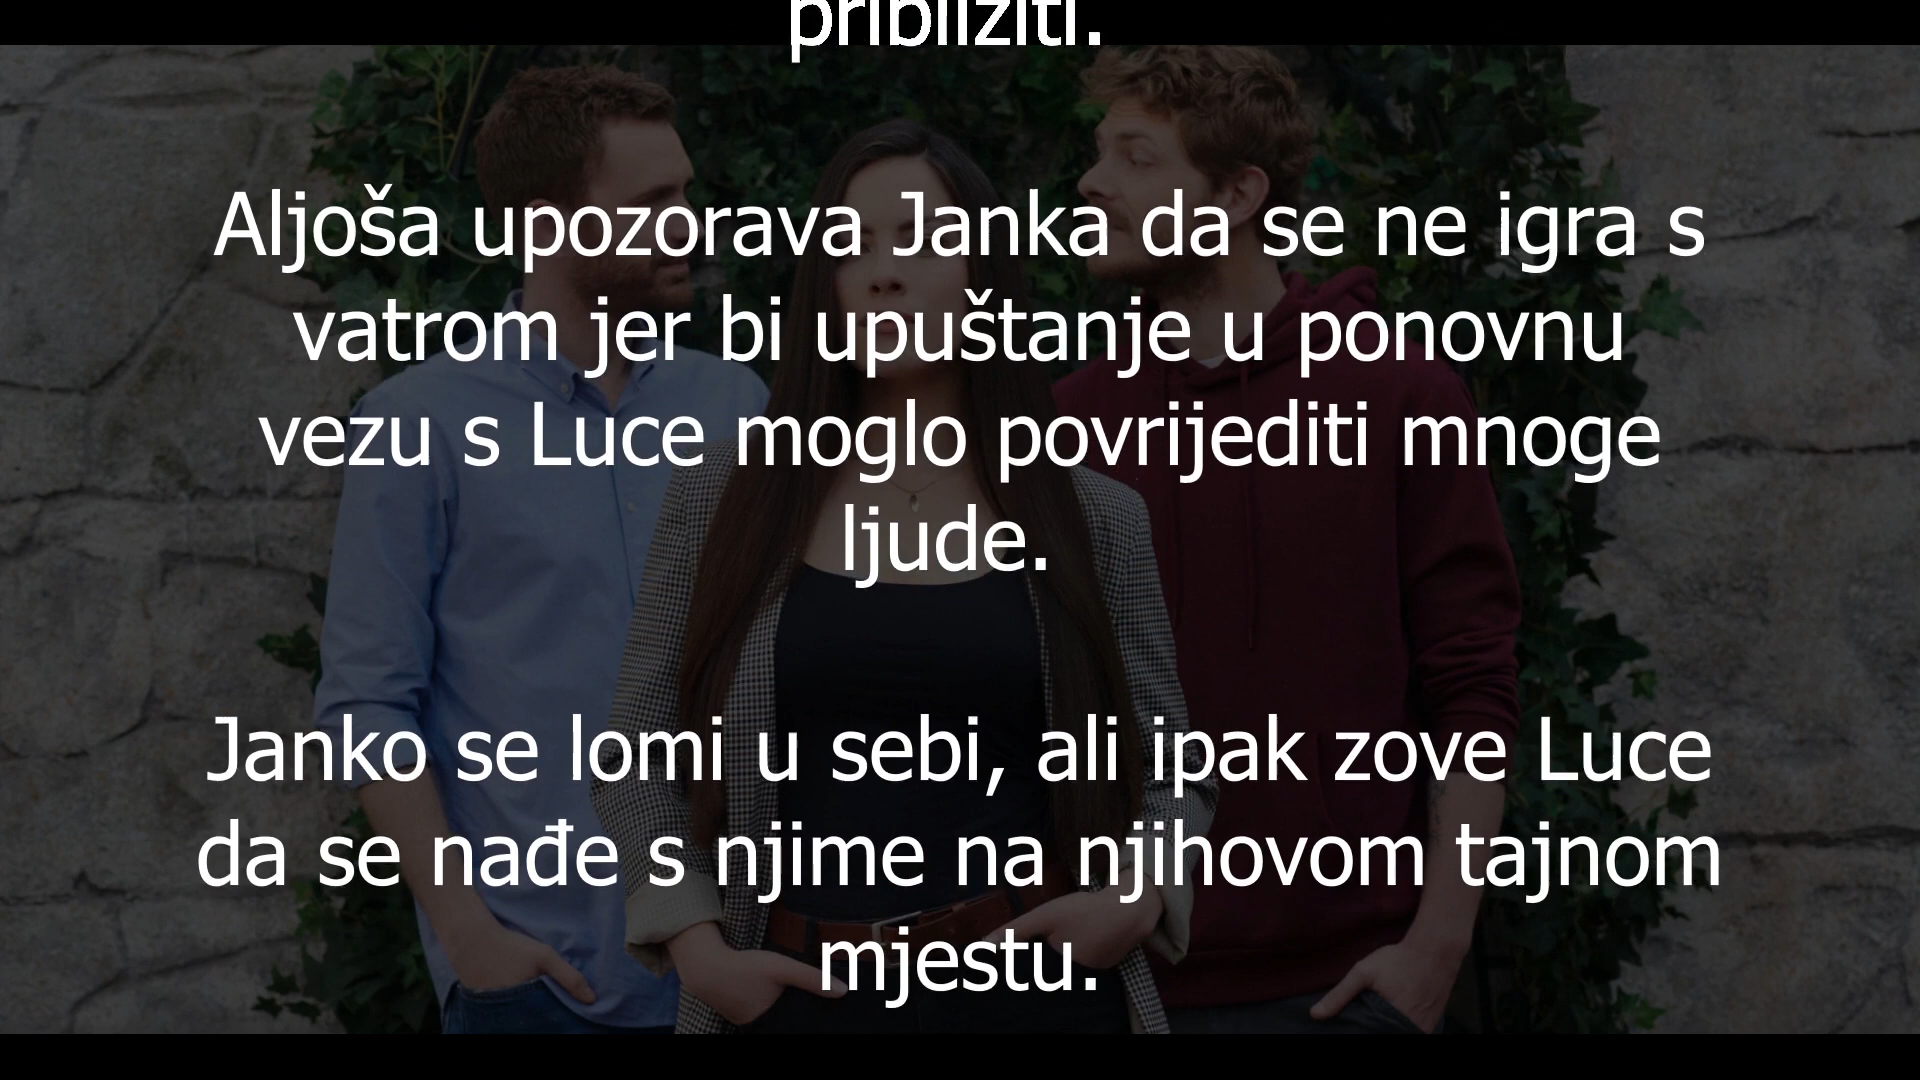 približiti.
Aljoša upozorava Janka da se ne igra s
vatrom jer bi upuštanje u ponovnu
vezu s Luce moglo povrijediti mnoge
ljude.
Janko se lomi u sebi, ali ipak zove Luce
da se nađe s njime na njihovom tajnom
mjestu.